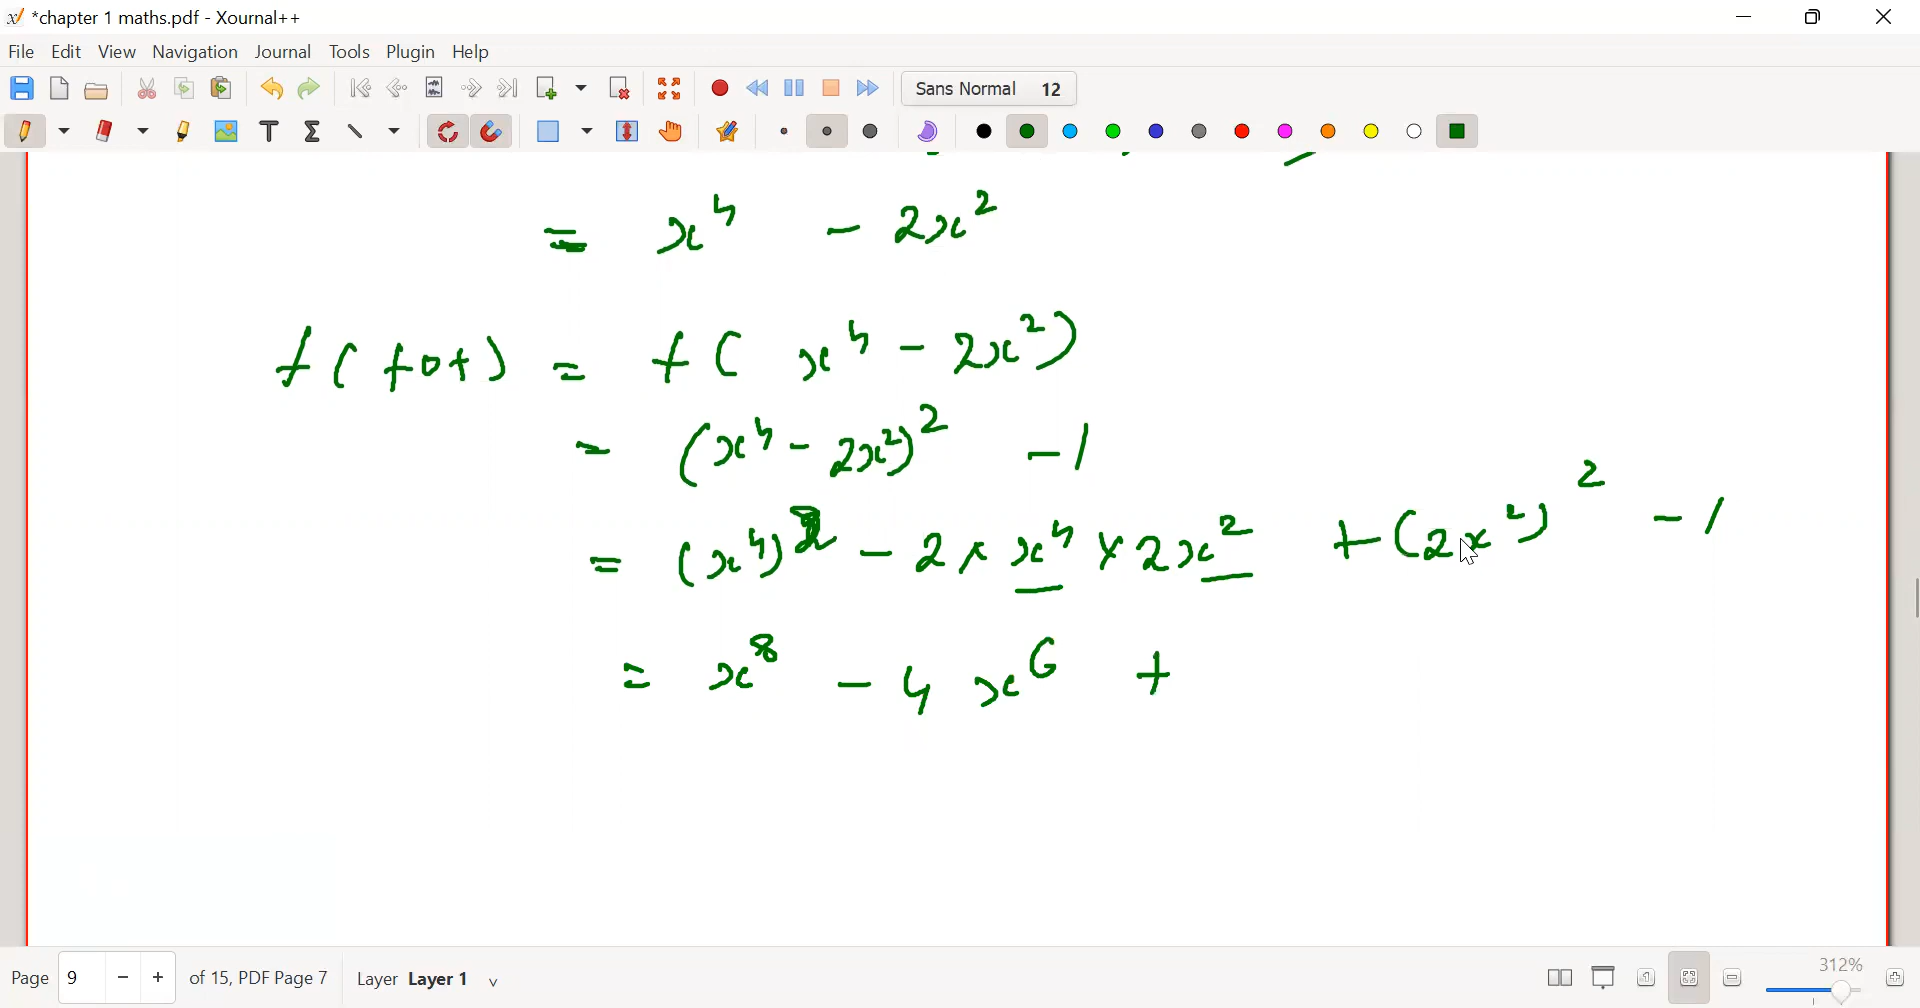 *chapter 1 maths.pdf - Xournal++
File Edit View Navigation Journal Tools Plugin Help
Sans Normal 12
= x⁴ - 2x²
f(fof) = f(x⁴ - 2x²)
= (x⁴ - 2x²)² - 1
= (x⁴)² - 2 × x⁴ × 2x² + (2x²)² - 1
= x⁸ - 4x⁶ +
Page 9 - + of 15, PDF Page 7 Layer Layer 1 312%